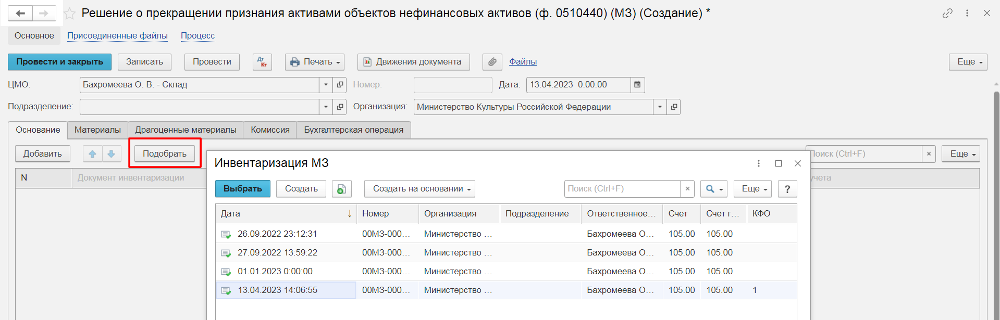 Решение о прекращении признания активами объектов нефинансовых активов (ф. 0510440) (МЗ) (Создание) *
Основное Присоединенные файлы Процесс
Провести и закрыть Записать Провести Дт Кт Печать Движения документа Файлы Еще
ЦМО: Бахромеева О. В. - Склад Номер: Дата: 13.04.2023 0:00:00
Подразделение: Организация: Министерство Культуры Российской Федерации
Основание Материалы Драгоценные материалы Комиссия Бухгалтерская операция
Добавить Подобрать Поиск (Ctrl+F) × Еще
N Документ инвентаризации учета
Инвентаризация МЗ
Выбрать Создать Создать на основании Поиск (Ctrl+F) × Еще ?
Дата ↓ Номер Организация Подразделение Ответственное... Счет Счет г... КФО
26.09.2022 23:12:31 00МЗ-000... Министерство ... Бахромеева О... 105.00 105.00
27.09.2022 13:59:22 00МЗ-000... Министерство ... Бахромеева О... 105.00 105.00
01.01.2023 0:00:00 00МЗ-000... Министерство ... Бахромеева О... 105.00 105.00
13.04.2023 14:06:55 00МЗ-000... Министерство ... Бахромеева О... 105.00 105.00 1